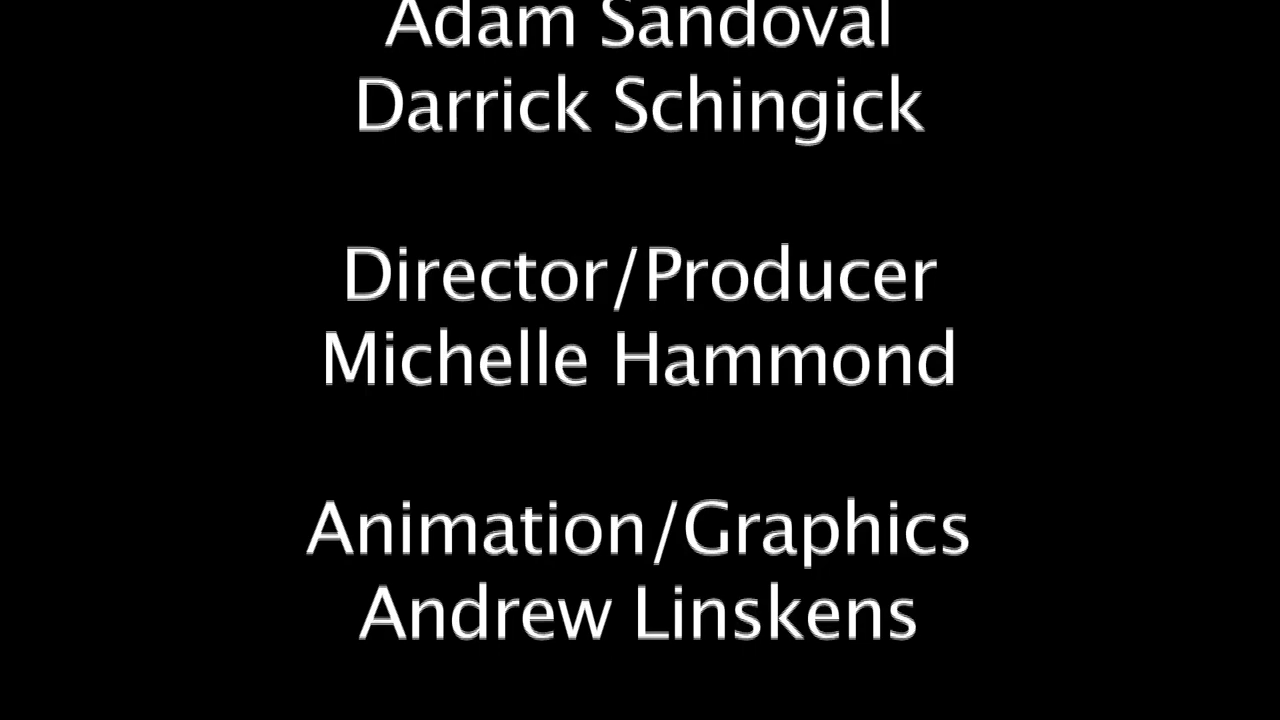 Adam Sandoval
Darrick Schingick
Director/Producer
Michelle Hammond
Animation/Graphics
Andrew Linskens